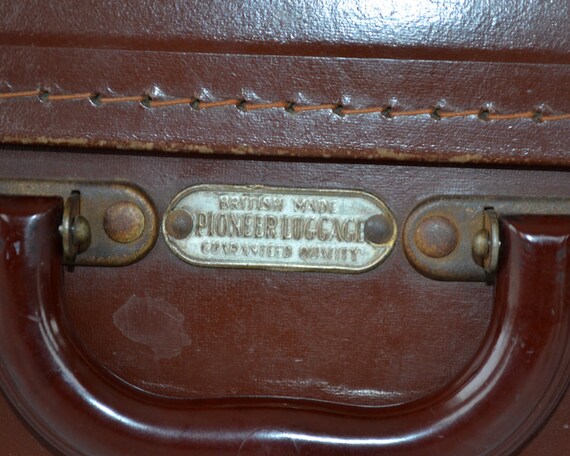 BRITISH MADE
PIONEER LUGGAGE
GUARANTEED QUALITY